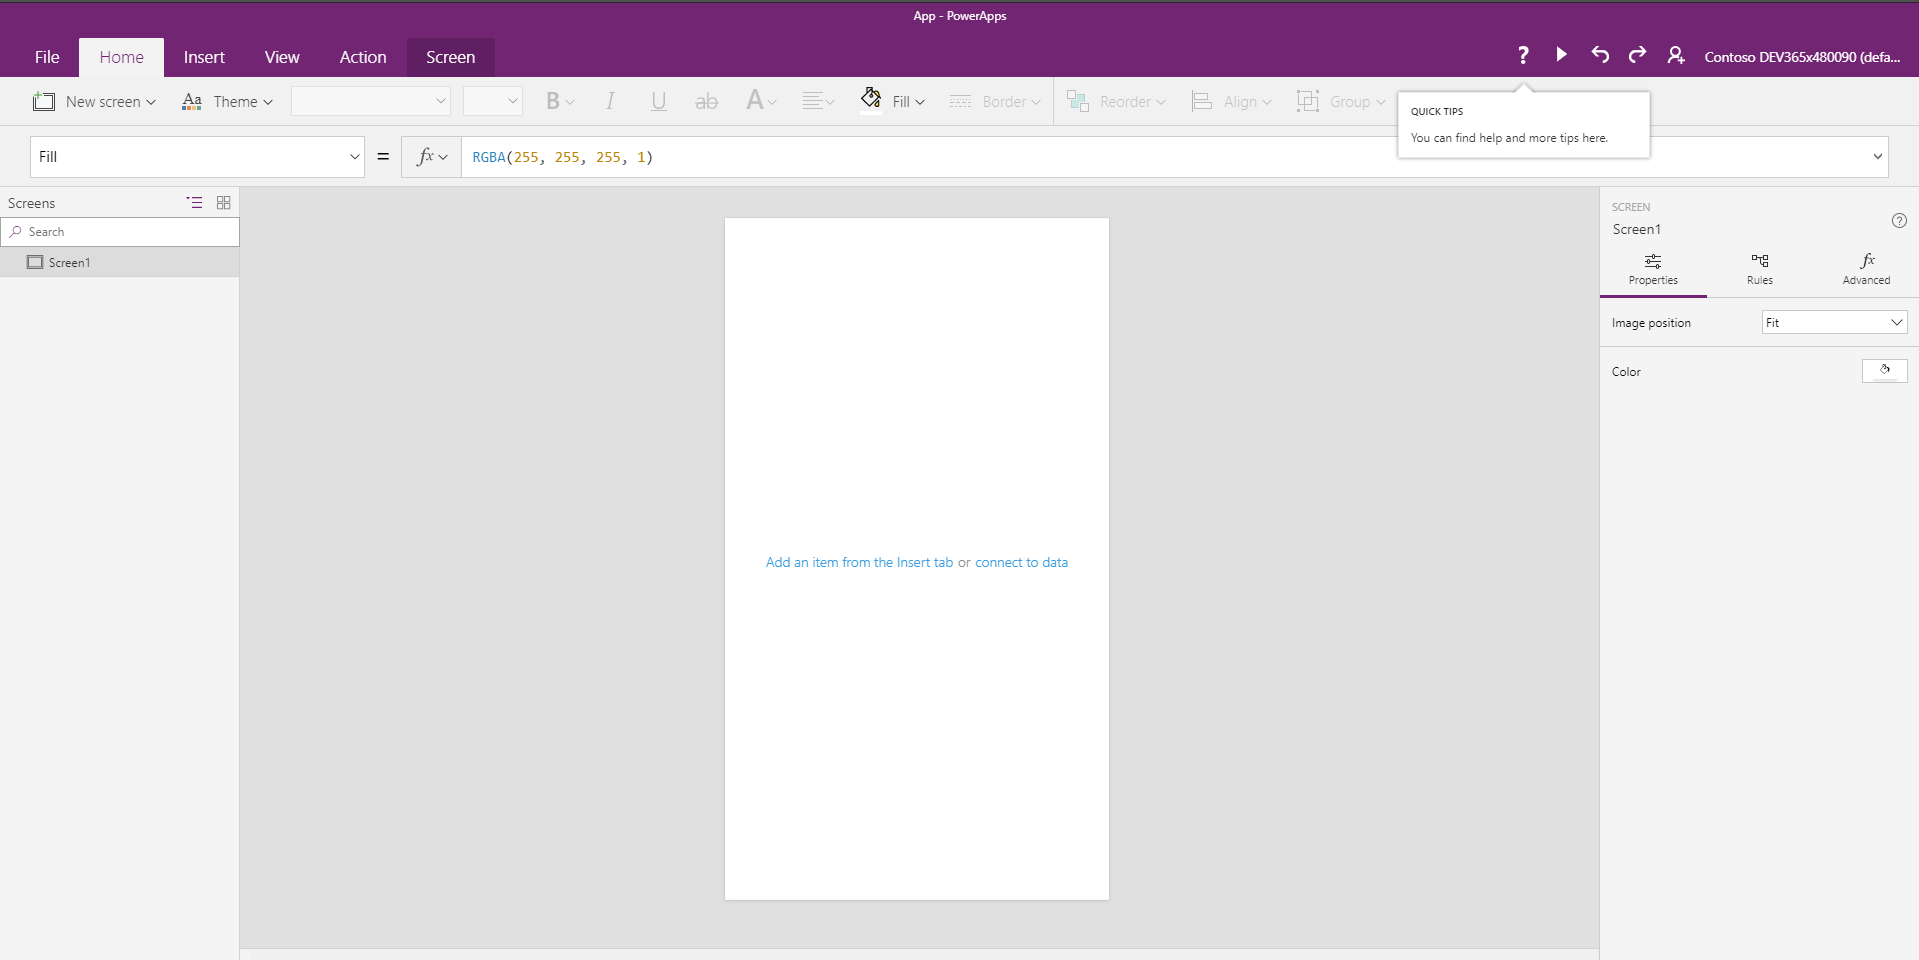 App - PowerApps
File Home Insert View Action Screen
? Contoso DEV365x480090 (defa...
New screen Aa Theme B I U ab A Fill Border Reorder Align Group
QUICK TIPS
You can find help and more tips here.
Fill = fx RGBA(255, 255, 255, 1)
Screens
Search
Screen1
Add an item from the Insert tab or connect to data
SCREEN
Screen1
?
fx
Properties Rules Advanced
Image position Fit
Color